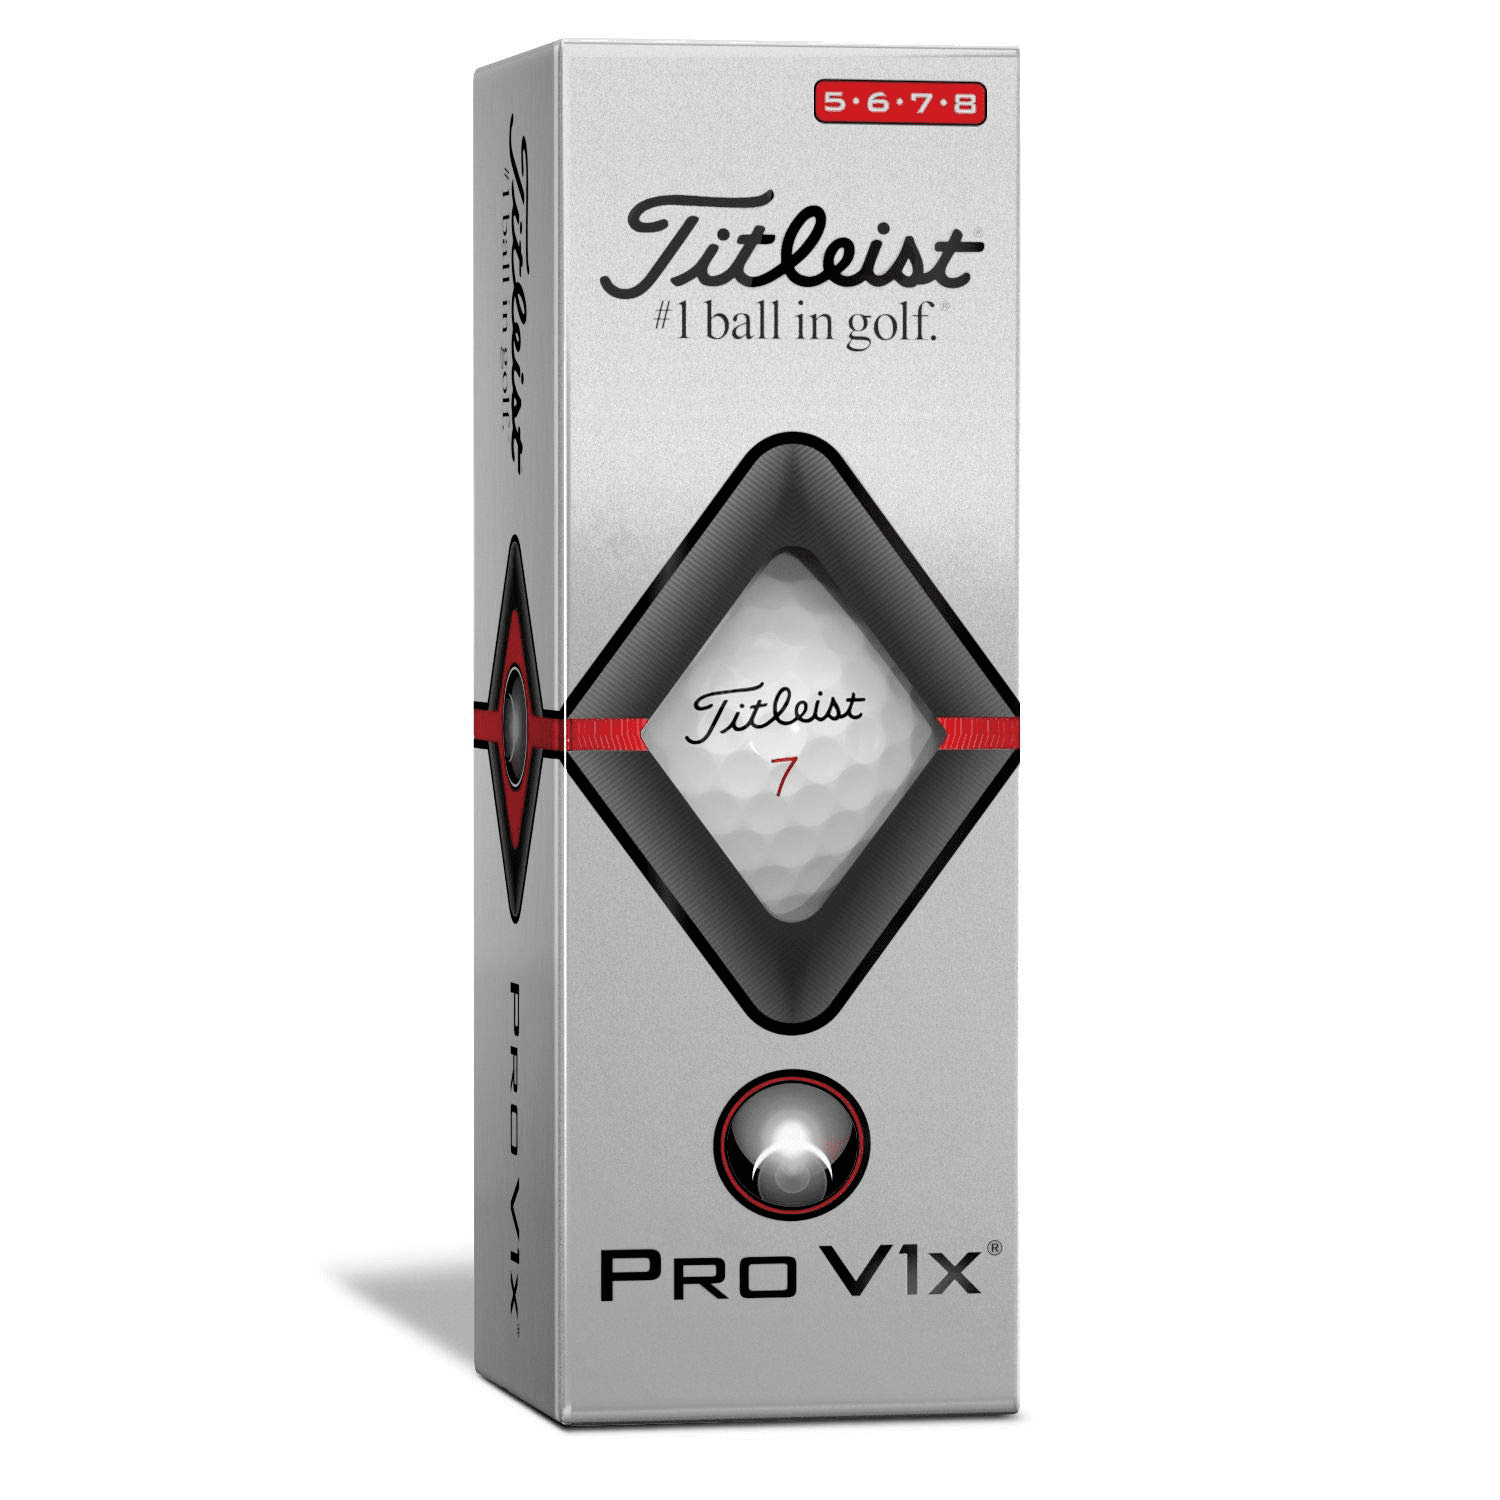 5·6·7·8
Titleist®
#1 ball in golf.®
Titleist
7
PRO V1x®
Titleist
#1 ball in golf.
PRO V1x